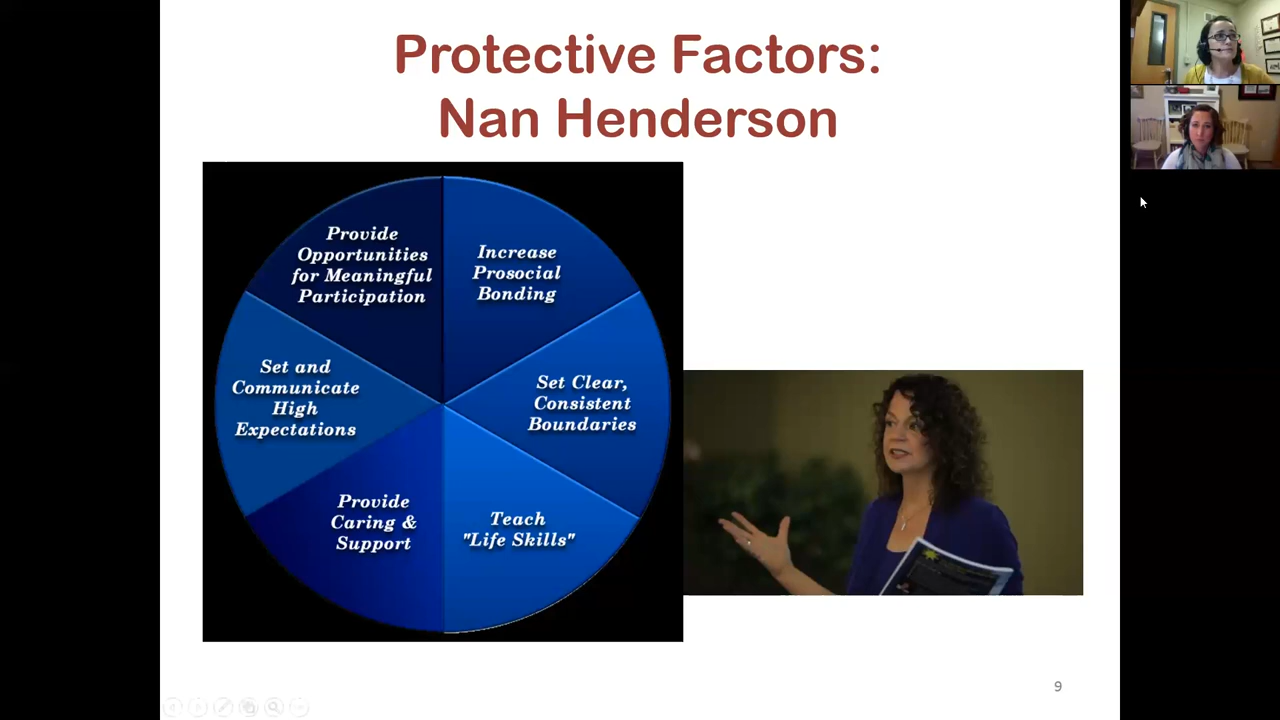 Protective Factors:
Nan Henderson
Provide
Opportunities
for Meaningful
Participation
Increase
Prosocial
Bonding
Set and
Communicate
High
Expectations
Set Clear,
Consistent
Boundaries
Provide
Caring &
Support
Teach
"Life Skills"
9